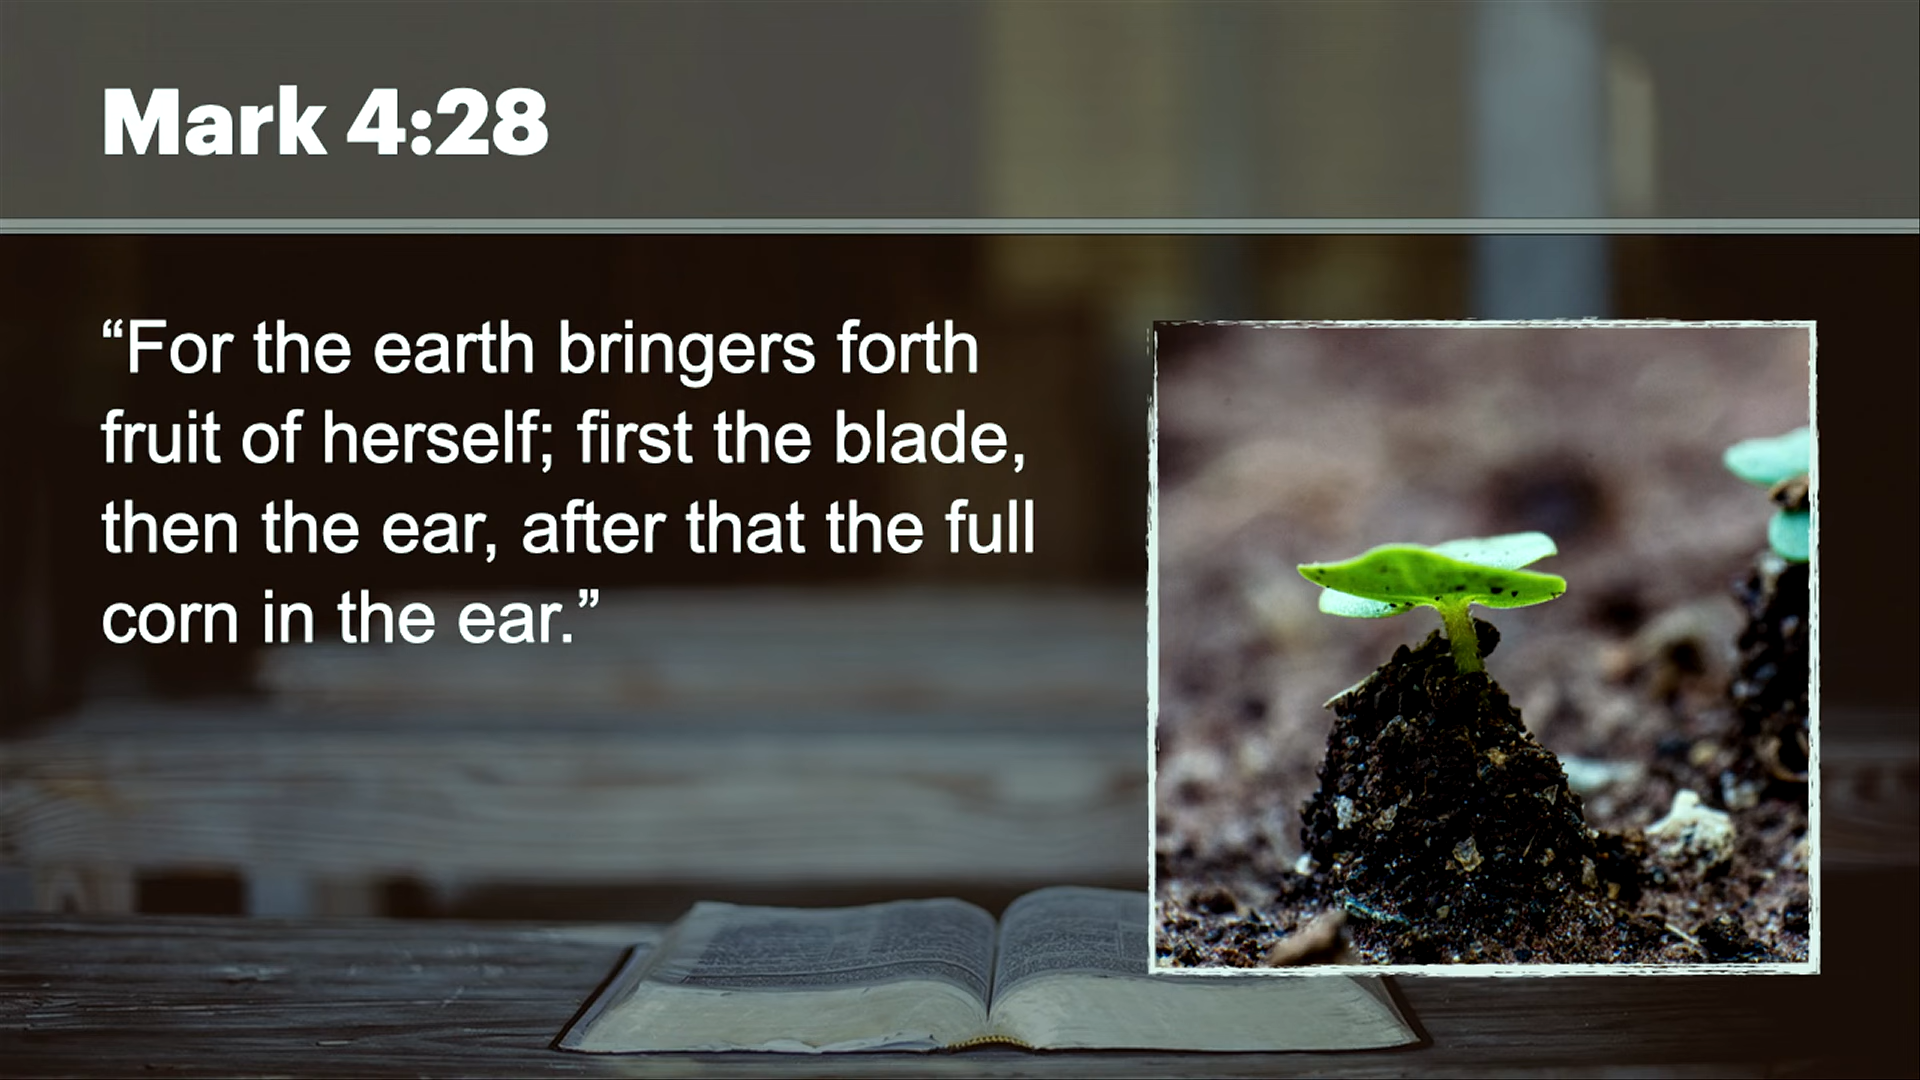 Mark 4:28
“For the earth bringers forth
fruit of herself; first the blade,
then the ear, after that the full
corn in the ear.”